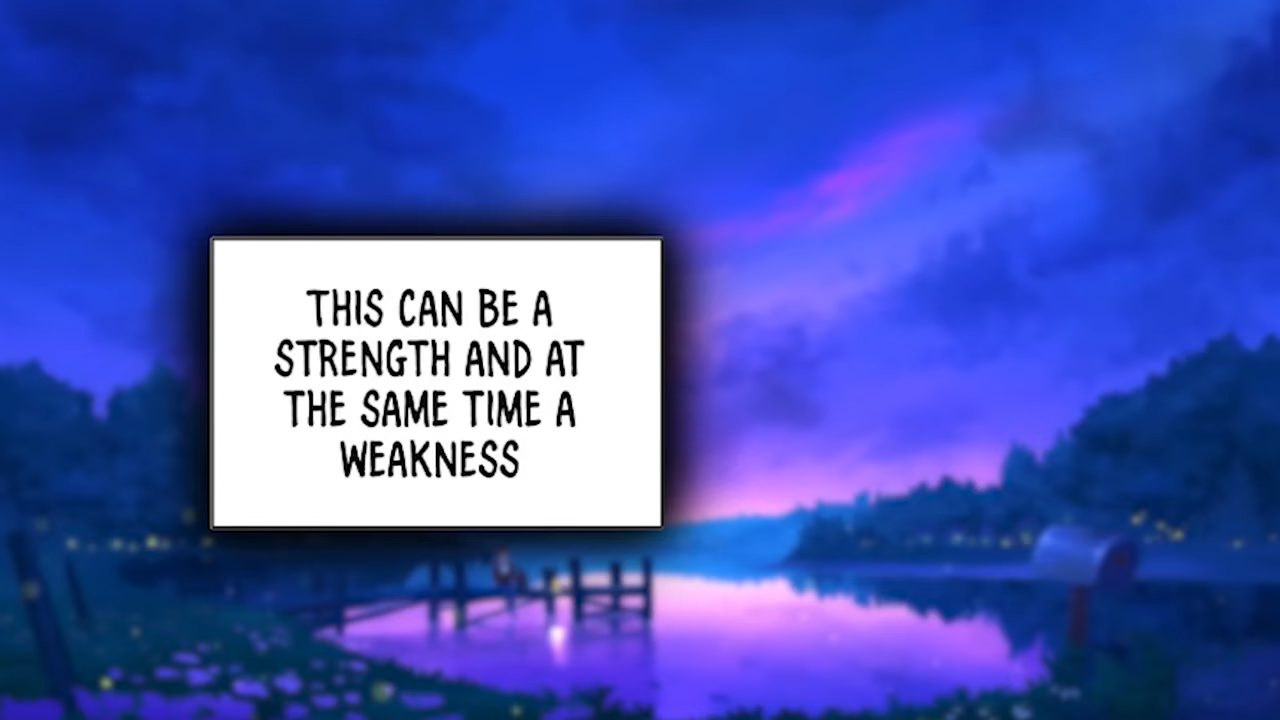 THIS CAN BE A
STRENGTH AND AT
THE SAME TIME A
WEAKNESS